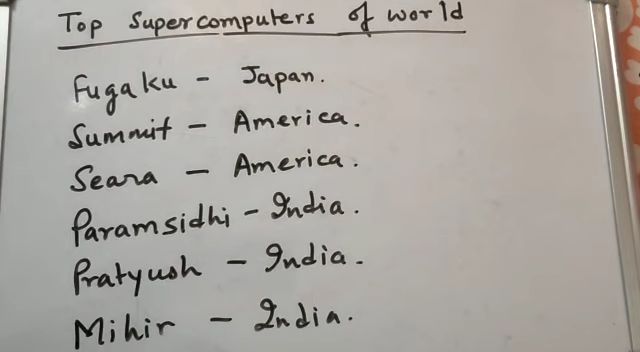 Top Supercomputers of world
Fugaku - Japan.
Summit - America.
Seara - America.
Paramsidhi - India.
Pratyush - India.
Mihir - India.